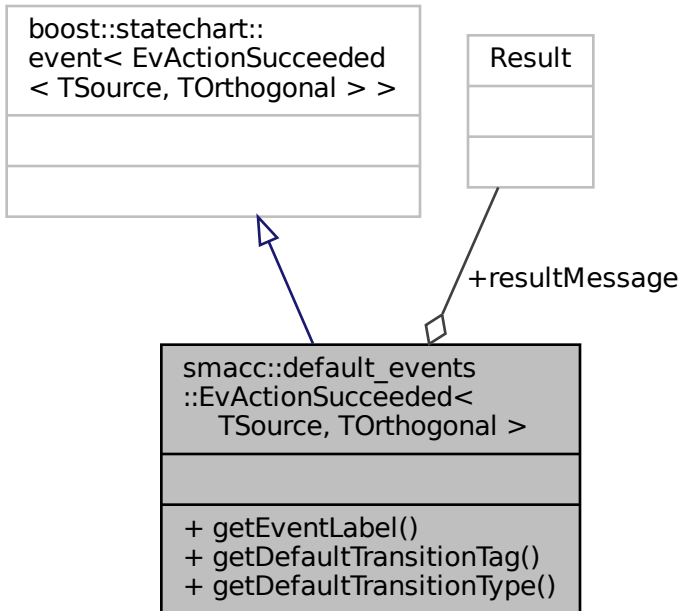 boost::statechart::
event< EvActionSucceeded
< TSource, TOrthogonal > >
Result
+resultMessage
smacc::default_events
::EvActionSucceeded<
TSource, TOrthogonal >
+ getEventLabel()
+ getDefaultTransitionTag()
+ getDefaultTransitionType()